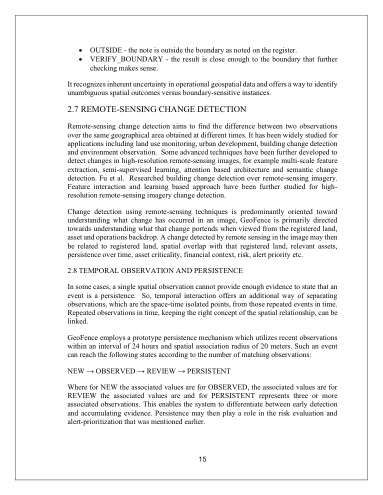 • OUTSIDE - the note is outside the boundary as noted on the register.
• VERIFY_BOUNDARY - the result is close enough to the boundary that further
checking makes sense.
It recognizes inherent uncertainty in operational geospatial data and offers a way to identify
unambiguous spatial outcomes versus boundary-sensitive instances.
2.7 REMOTE-SENSING CHANGE DETECTION
Remote-sensing change detection aims to find the difference between two observations
over the same geographical area obtained at different times. It has been widely studied for
applications including land use monitoring, urban development, building change detection
and environment observation. Some advanced techniques have been further developed to
detect changes in high-resolution remote-sensing images, for example multi-scale feature
extraction, semi-supervised learning, attention based architecture and semantic change
detection. Fu et al. Researched building change detection over remote-sensing imagery.
Feature interaction and learning based approach have been further studied for high-
resolution remote-sensing imagery change detection.
Change detection using remote-sensing techniques is predominantly oriented toward
understanding what change has occurred in an image, GeoFence is primarily directed
towards understanding what that change portends when viewed from the registered land,
asset and operations backdrop. A change detected by remote sensing in the image may then
be related to registered land, spatial overlap with that registered land, relevant assets,
persistence over time, asset criticality, financial context, risk, alert priority etc.
2.8 TEMPORAL OBSERVATION AND PERSISTENCE
In some cases, a single spatial observation cannot provide enough evidence to state that an
event is a persistence. So, temporal interaction offers an additional way of separating
observations, which are the space-time isolated points, from those repeated events in time.
Repeated observations in time, keeping the right concept of the spatial relationship, can be
linked.
GeoFence employs a prototype persistence mechanism which utilizes recent observations
within an interval of 24 hours and spatial association radius of 20 meters. Such an event
can reach the following states according to the number of matching observations:
NEW → OBSERVED → REVIEW → PERSISTENT
Where for NEW the associated values are for OBSERVED, the associated values are for
REVIEW the associated values are and for PERSISTENT represents three or more
associated observations. This enables the system to differentiate between early detection
and accumulating evidence. Persistence may then play a role in the risk evaluation and
alert-prioritization that was mentioned earlier.
15